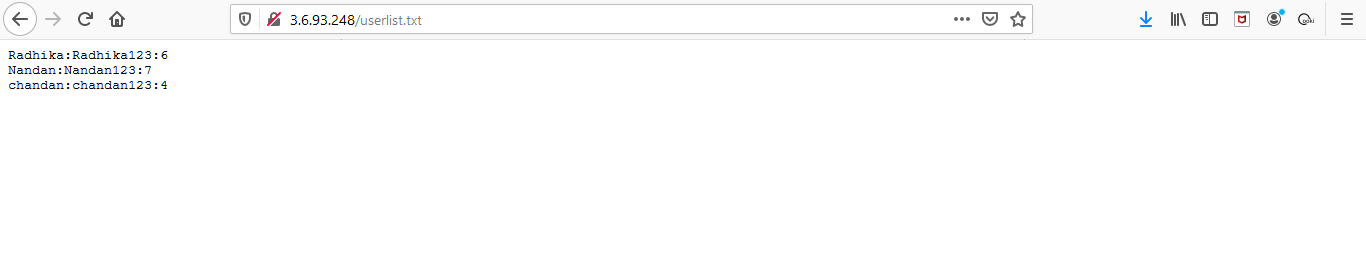 3.6.93.248/userlist.txt
Radhika:Radhika123:6
Nandan:Nandan123:7
chandan:chandan123:4